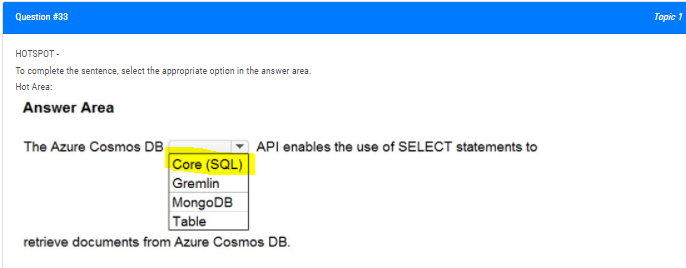 Question #33
Topic 1
HOTSPOT -
To complete the sentence, select the appropriate option in the answer area.
Hot Area:
Answer Area
The Azure Cosmos DB API enables the use of SELECT statements to
Core (SQL)
Gremlin
MongoDB
Table
retrieve documents from Azure Cosmos DB.